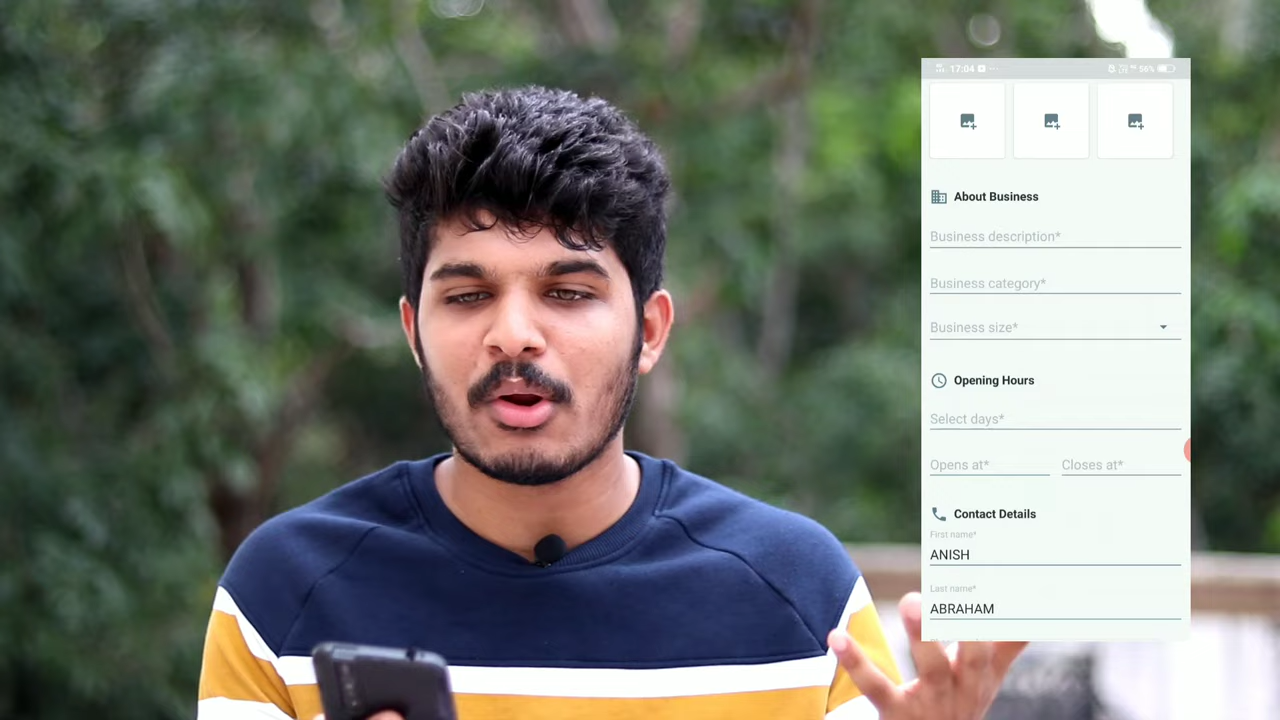 17:04
56%
About Business
Business description*
Business category*
Business size*
Opening Hours
Select days*
Opens at* Closes at*
Contact Details
First name*
ANISH
Last name*
ABRAHAM